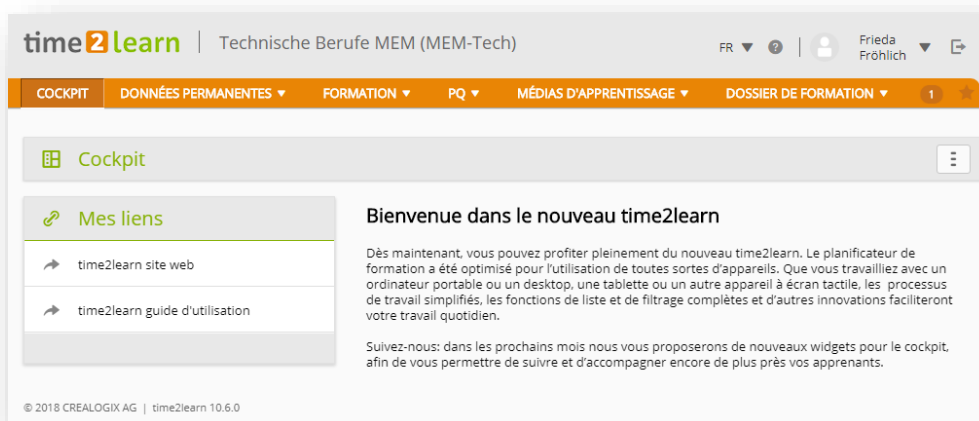 time2learn | Technische Berufe MEM (MEM-Tech)
FR ▼ ? | Frieda Fröhlich ▼
COCKPIT DONNÉES PERMANENTES ▼ FORMATION ▼ PQ ▼ MÉDIAS D'APPRENTISSAGE ▼ DOSSIER DE FORMATION ▼ 1
Cockpit
Mes liens
time2learn site web
time2learn guide d'utilisation
Bienvenue dans le nouveau time2learn
Dès maintenant, vous pouvez profiter pleinement du nouveau time2learn. Le planificateur de
formation a été optimisé pour l'utilisation de toutes sortes d'appareils. Que vous travailliez avec un
ordinateur portable ou un desktop, une tablette ou un autre appareil à écran tactile, les processus
de travail simplifiés, les fonctions de liste et de filtrage complètes et d'autres innovations faciliteront
votre travail quotidien.
Suivez-nous: dans les prochains mois nous vous proposerons de nouveaux widgets pour le cockpit,
afin de vous permettre de suivre et d'accompagner encore de plus près vos apprenants.
© 2018 CREALOGIX AG | time2learn 10.6.0